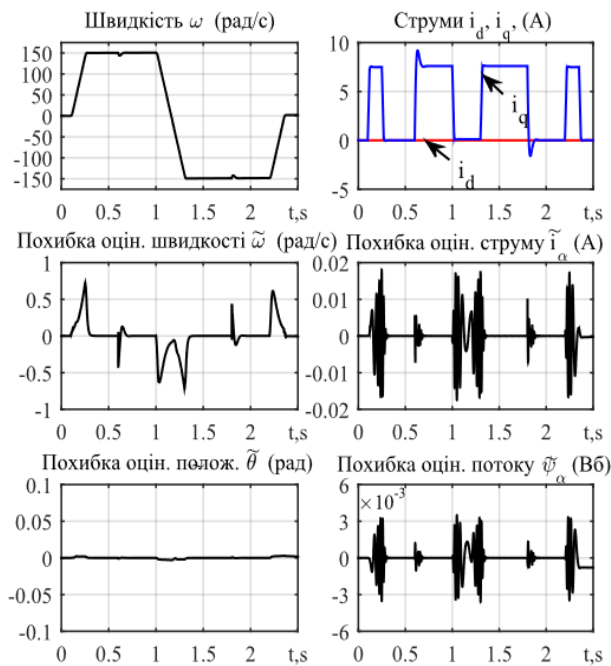 Швидкість ω (рад/с)
150
100
50
0
-50
-100
-150
0 0.5 1 1.5 2 t,s
Струми i_d, i_q, (А)
10
5
0
-5
i_q
i_d
0 0.5 1 1.5 2 t,s
Похибка оцін. швидкості ω̃ (рад/с)
1
0.5
0
-0.5
-1
0 0.5 1 1.5 2 t,s
Похибка оцін. струму ĩ_α (А)
0.02
0.01
0
-0.01
-0.02
0 0.5 1 1.5 2 t,s
Похибка оцін. полож. θ̃ (рад)
0.1
0.05
0
-0.05
-0.1
0 0.5 1 1.5 2 t,s
Похибка оцін. потоку ψ̃_α (Вб)
×10⁻³
6
3
0
-3
-6
0 0.5 1 1.5 2 t,s